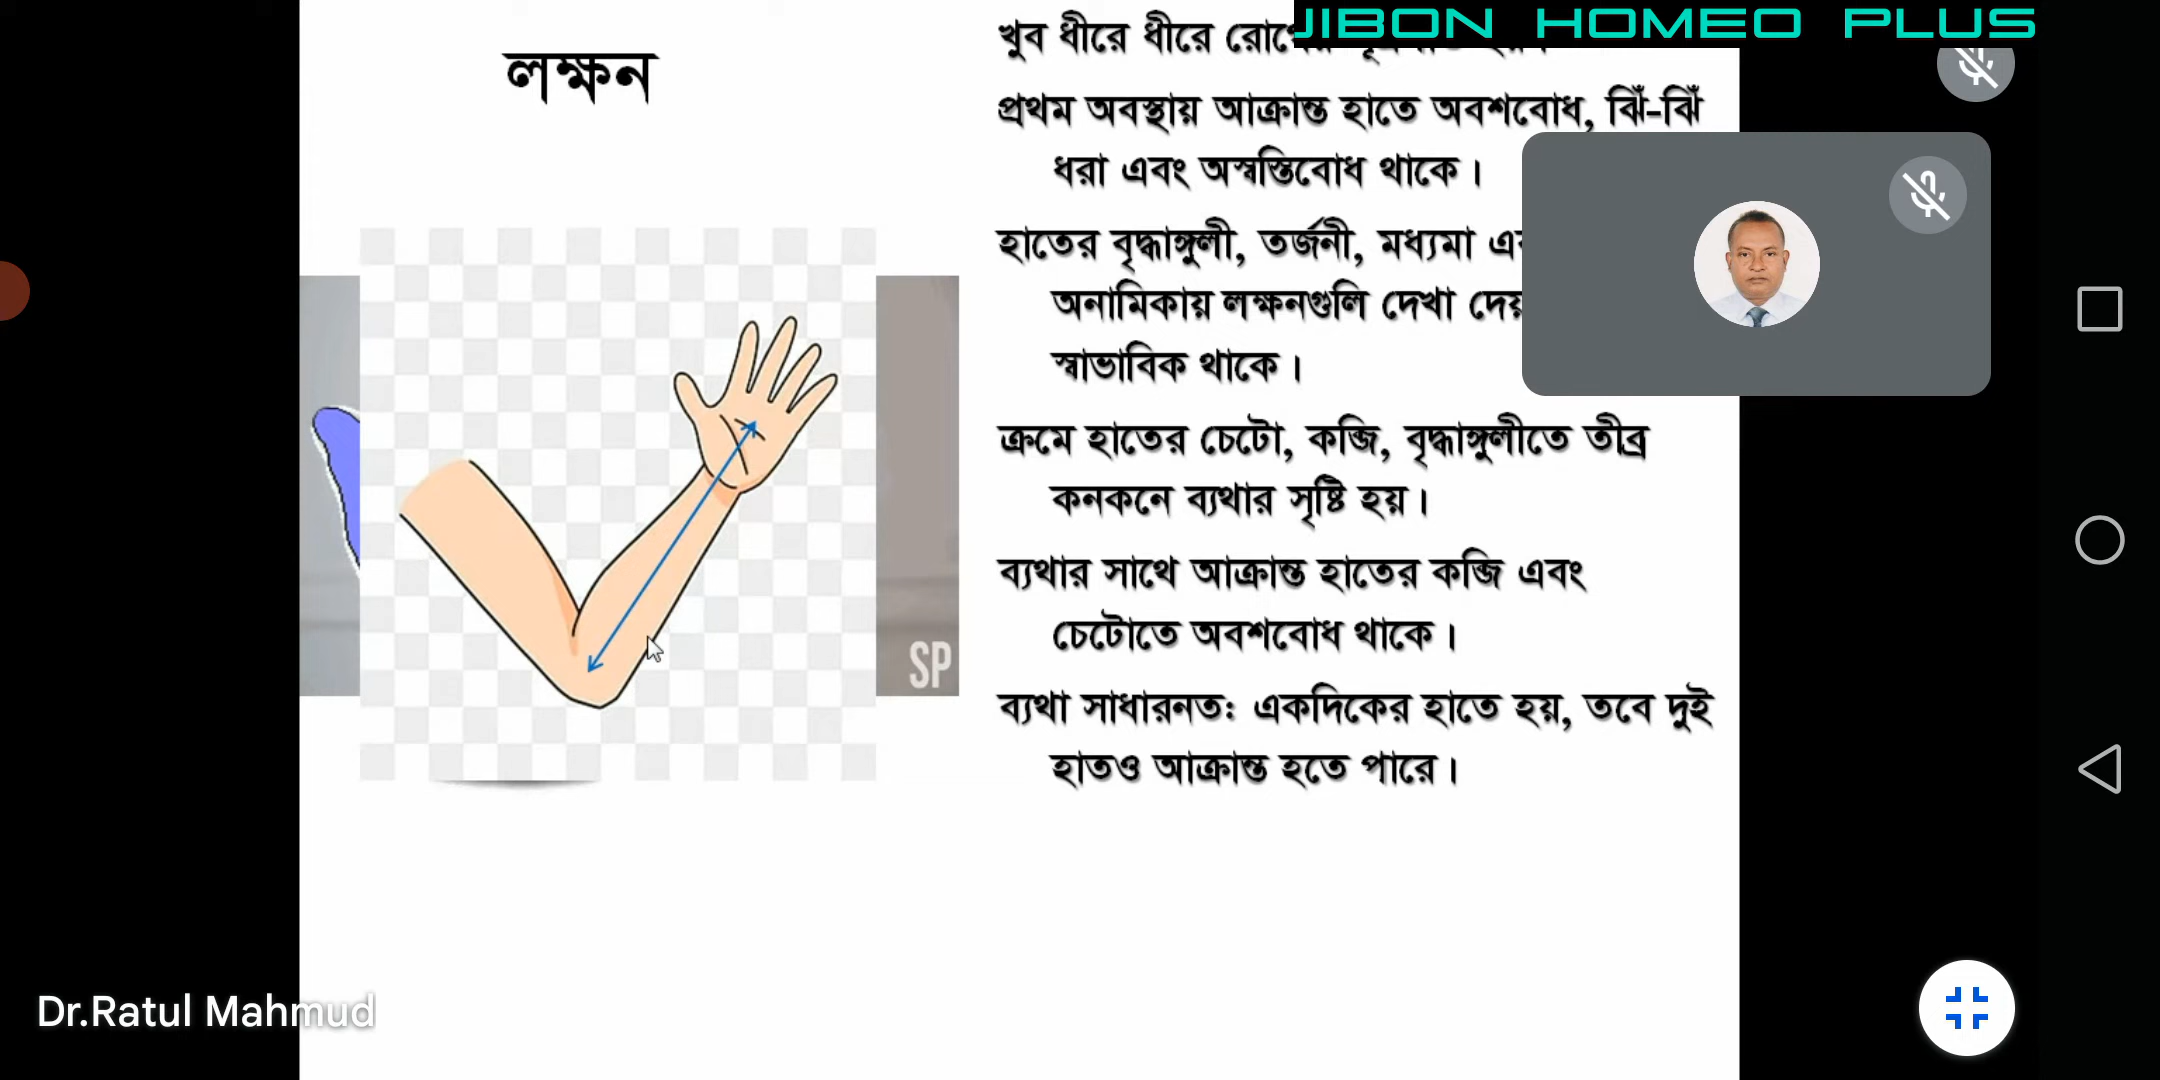 JIBON HOMEO PLUS
লক্ষন
খুব ধীরে ধীরে
প্রথম অবস্থায় আক্রান্ত হাতে অবশবোধ, ঝিঁ-ঝিঁ
ধরা এবং অস্বস্তিবোধ থাকে।
হাতের বৃদ্ধাঙ্গুলী, তর্জনী, মধ্যমা
অনামিকায় লক্ষনগুলি দেখা দেয়
স্বাভাবিক থাকে।
ক্রমে হাতের চেটো, কব্জি, বৃদ্ধাঙ্গুলীতে তীব্র
কনকনে ব্যথার সৃষ্টি হয়।
ব্যথার সাথে আক্রান্ত হাতের কব্জি এবং
চেটোতে অবশবোধ থাকে।
ব্যথা সাধারনত: একদিকের হাতে হয়, তবে দুই
হাতও আক্রান্ত হতে পারে।
SP
Dr.Ratul Mahmud